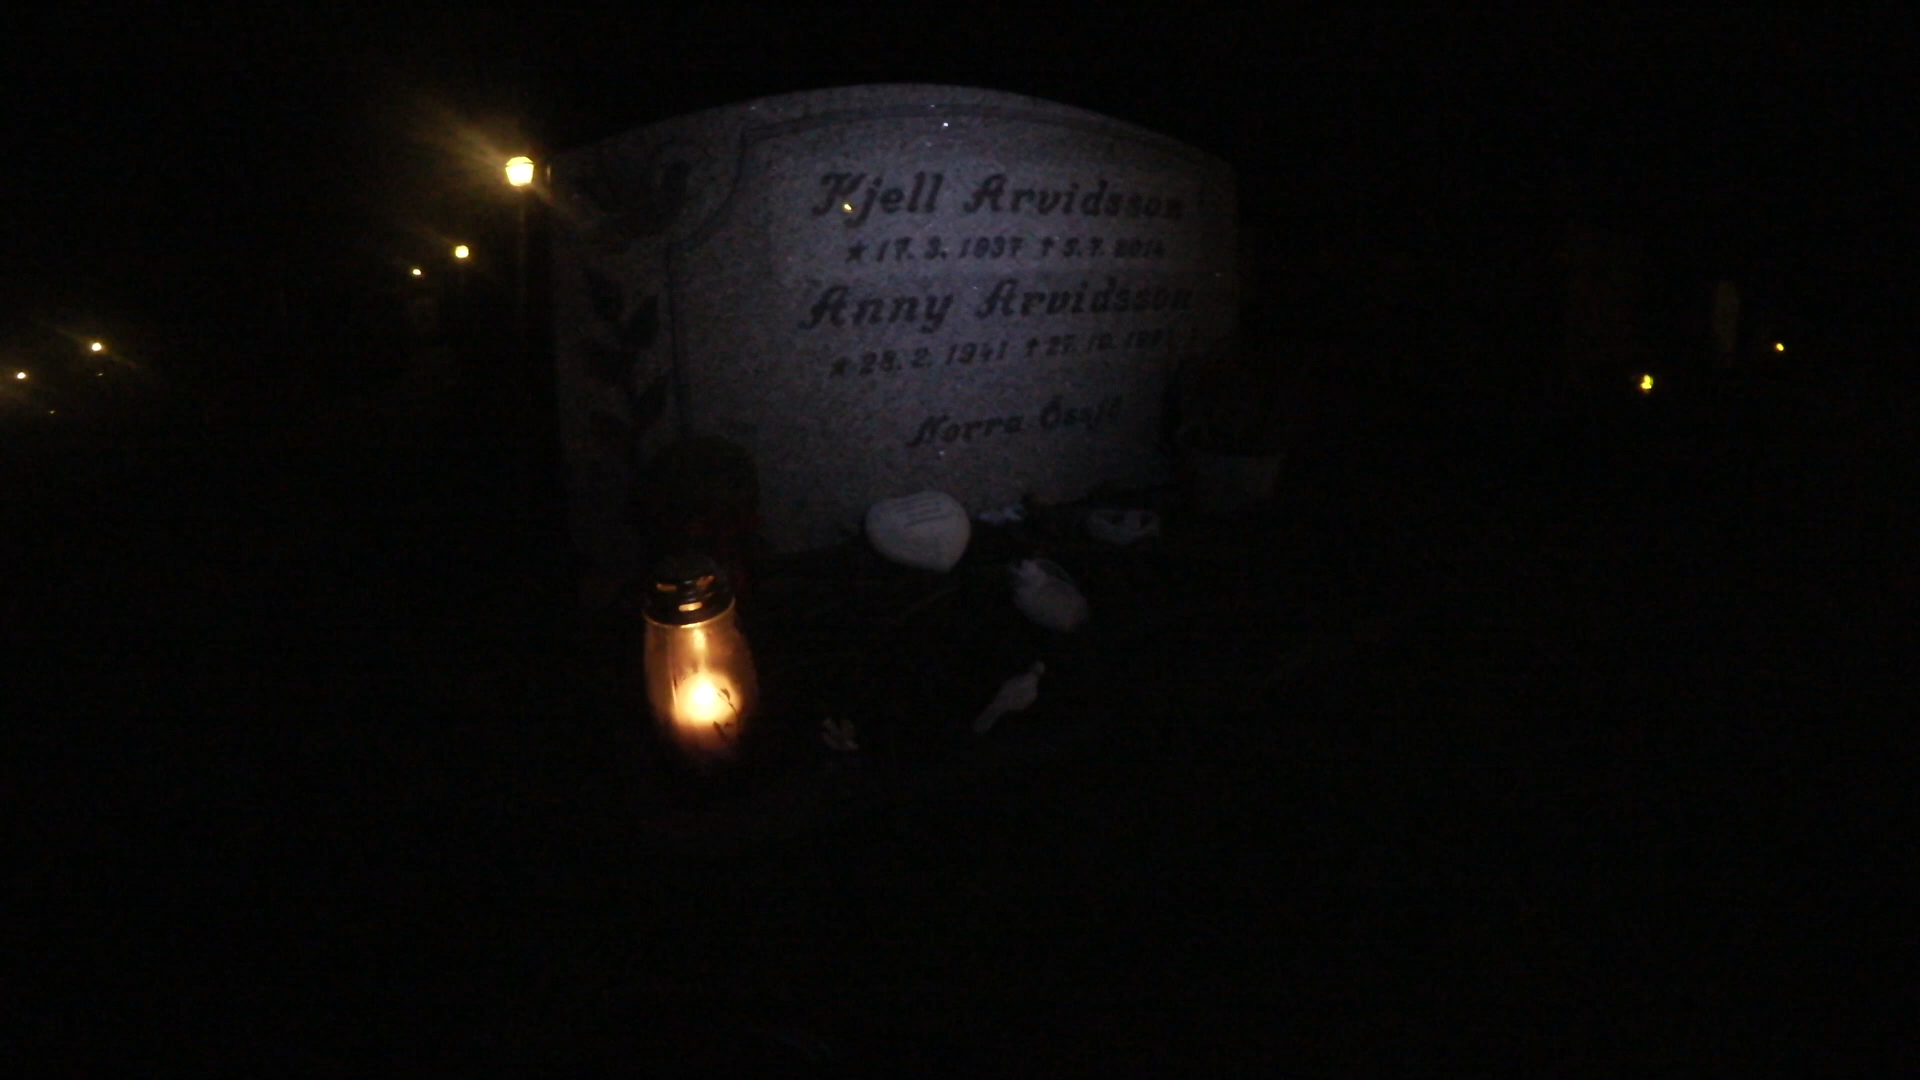 Kjell Arvidsson
* 17. 3. 1937 † 5. 7. 2014
Anny Arvidsson
* 28. 2. 1941 † 27. 10.
Norra